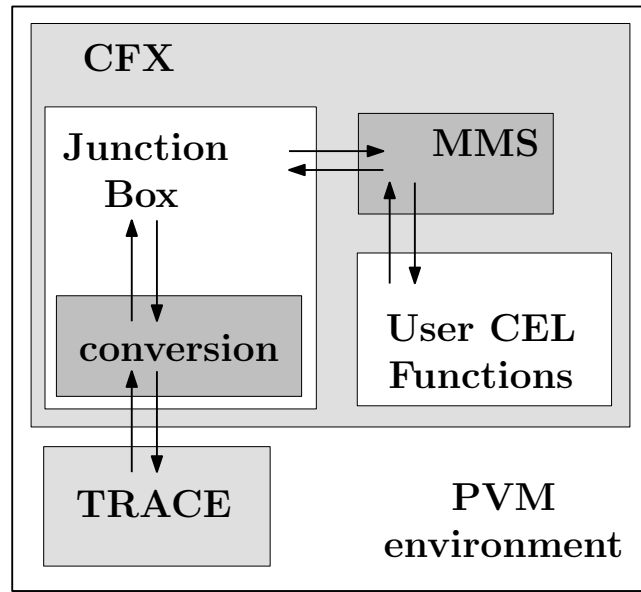 CFX
Junction
Box
MMS
conversion
User CEL
Functions
TRACE
PVM
environment